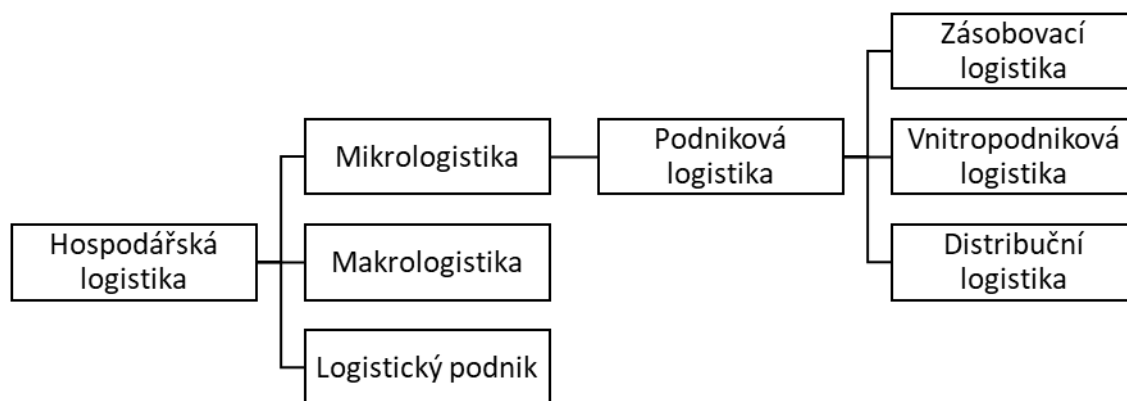 Hospodářská
logistika
Mikrologistika
Makrologistika
Logistický podnik
Podniková
logistika
Zásobovací
logistika
Vnitropodniková
logistika
Distribuční
logistika